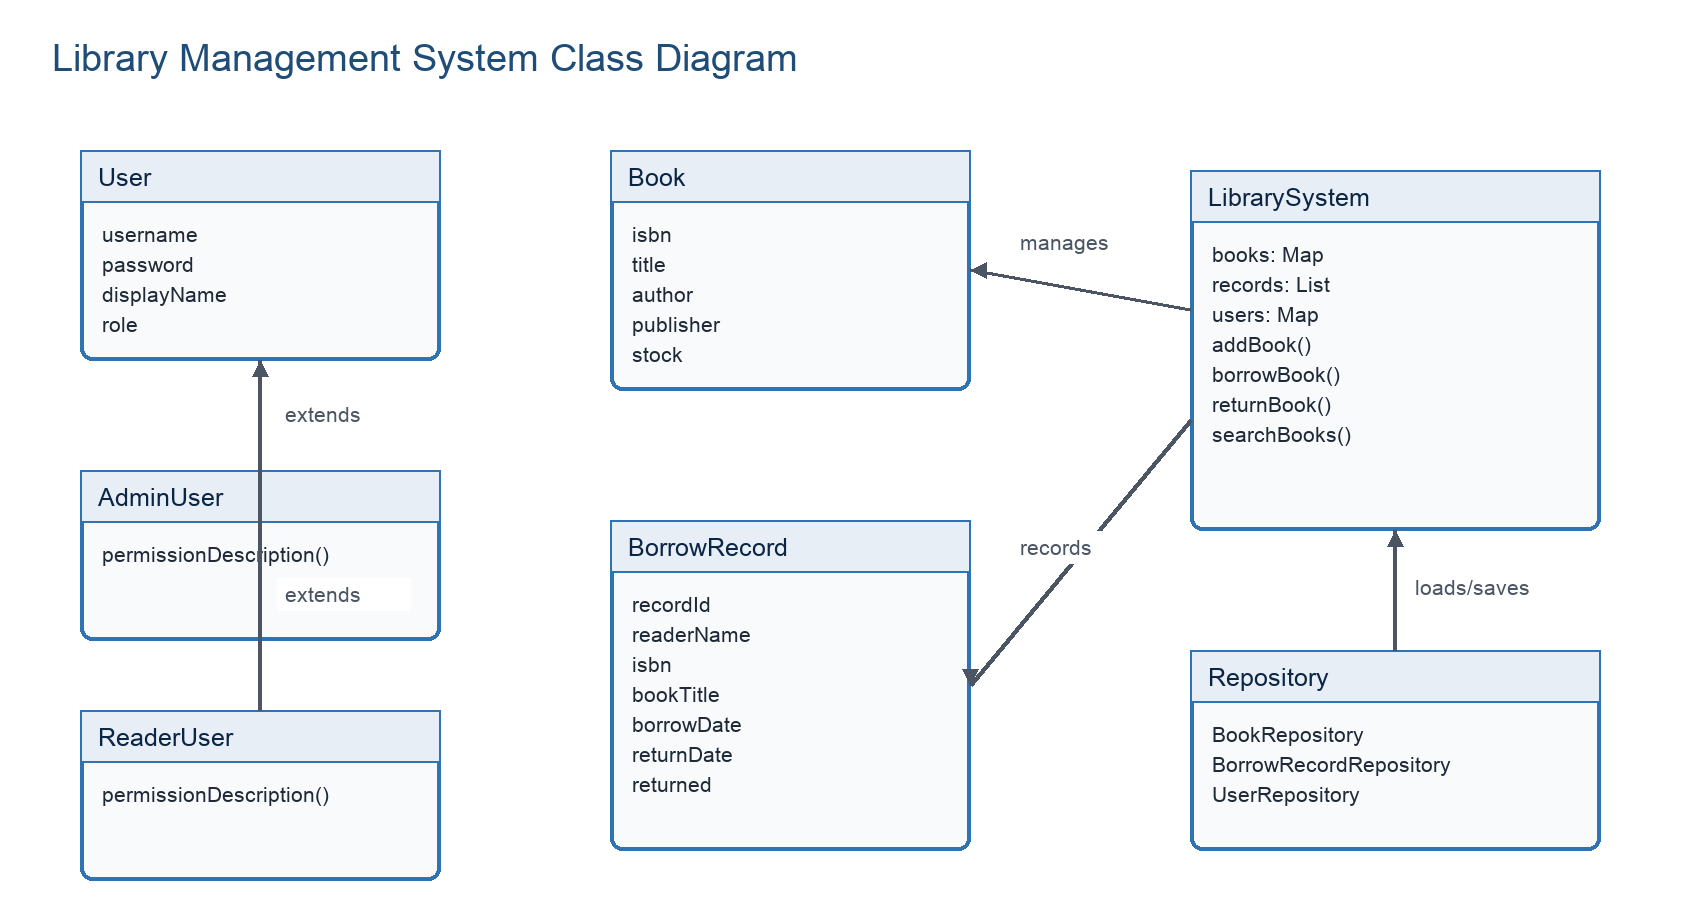 Library Management System Class Diagram
User
username
password
displayName
role
extends
AdminUser
permissionDescription()
extends
ReaderUser
permissionDescription()
Book
isbn
title
author
publisher
stock
manages
BorrowRecord
recordId
readerName
isbn
bookTitle
borrowDate
returnDate
returned
records
LibrarySystem
books: Map
records: List
users: Map
addBook()
borrowBook()
returnBook()
searchBooks()
loads/saves
Repository
BookRepository
BorrowRecordRepository
UserRepository